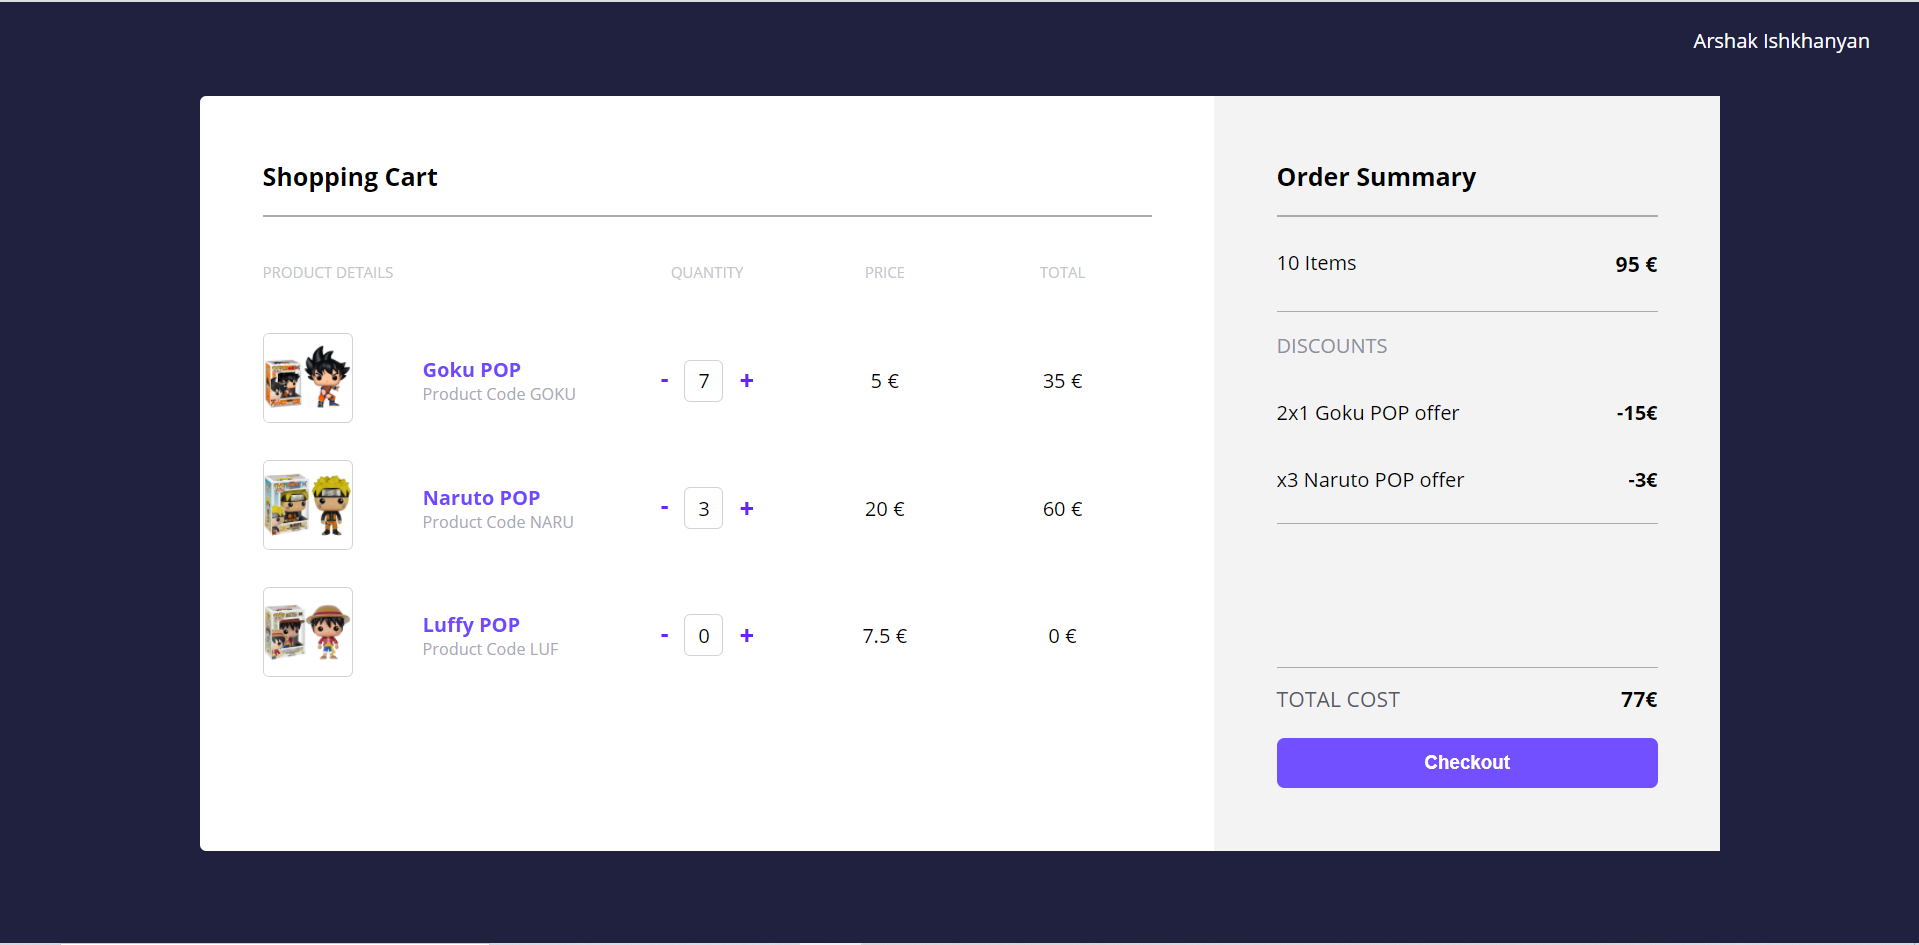 Arshak Ishkhanyan
Shopping Cart
PRODUCT DETAILS QUANTITY PRICE TOTAL
Goku POP
Product Code GOKU
- 7 + 5 € 35 €
Naruto POP
Product Code NARU
- 3 + 20 € 60 €
Luffy POP
Product Code LUF
- 0 + 7.5 € 0 €
Order Summary
10 Items 95 €
DISCOUNTS
2x1 Goku POP offer -15€
x3 Naruto POP offer -3€
TOTAL COST 77€
Checkout